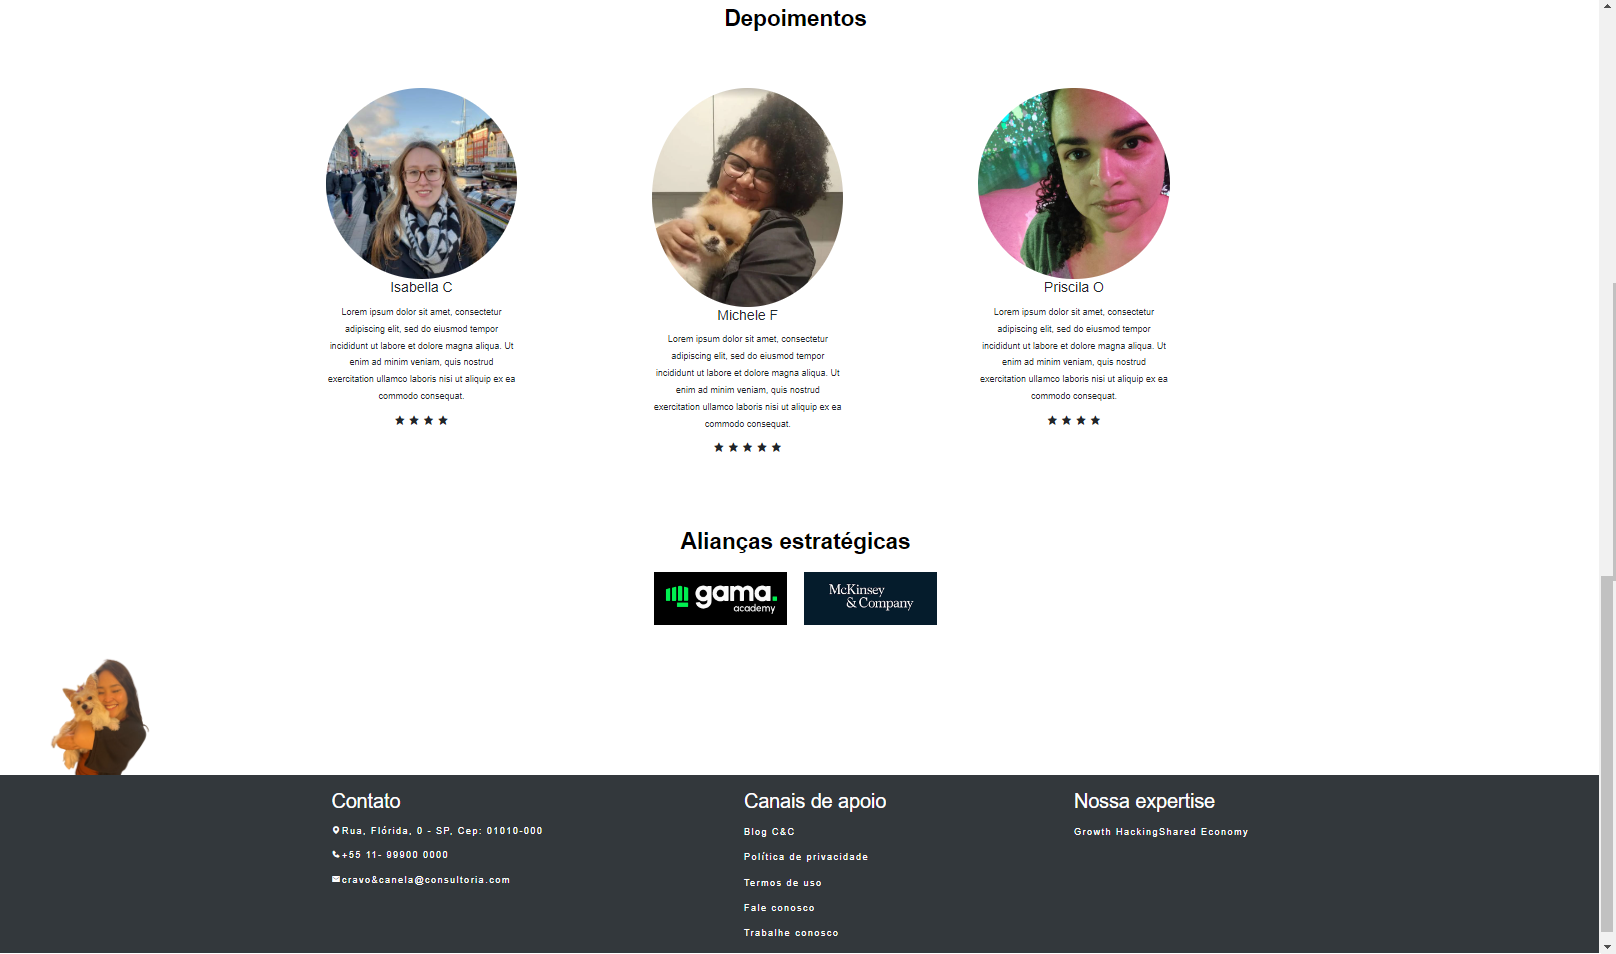 Depoimentos
Isabella C
Lorem ipsum dolor sit amet, consectetur
adipiscing elit, sed do eiusmod tempor
incididunt ut labore et dolore magna aliqua. Ut
enim ad minim veniam, quis nostrud
exercitation ullamco laboris nisi ut aliquip ex ea
commodo consequat.
Michele F
Lorem ipsum dolor sit amet, consectetur
adipiscing elit, sed do eiusmod tempor
incididunt ut labore et dolore magna aliqua. Ut
enim ad minim veniam, quis nostrud
exercitation ullamco laboris nisi ut aliquip ex ea
commodo consequat.
Priscila O
Lorem ipsum dolor sit amet, consectetur
adipiscing elit, sed do eiusmod tempor
incididunt ut labore et dolore magna aliqua. Ut
enim ad minim veniam, quis nostrud
exercitation ullamco laboris nisi ut aliquip ex ea
commodo consequat.
Alianças estratégicas
gama.
academy
McKinsey
& Company
Contato
Rua, Flórida, 0 - SP, Cep: 01010-000
+55 11- 99900 0000
cravo&canela@consultoria.com
Canais de apoio
Blog C&C
Política de privacidade
Termos de uso
Fale conosco
Trabalhe conosco
Nossa expertise
Growth HackingShared Economy